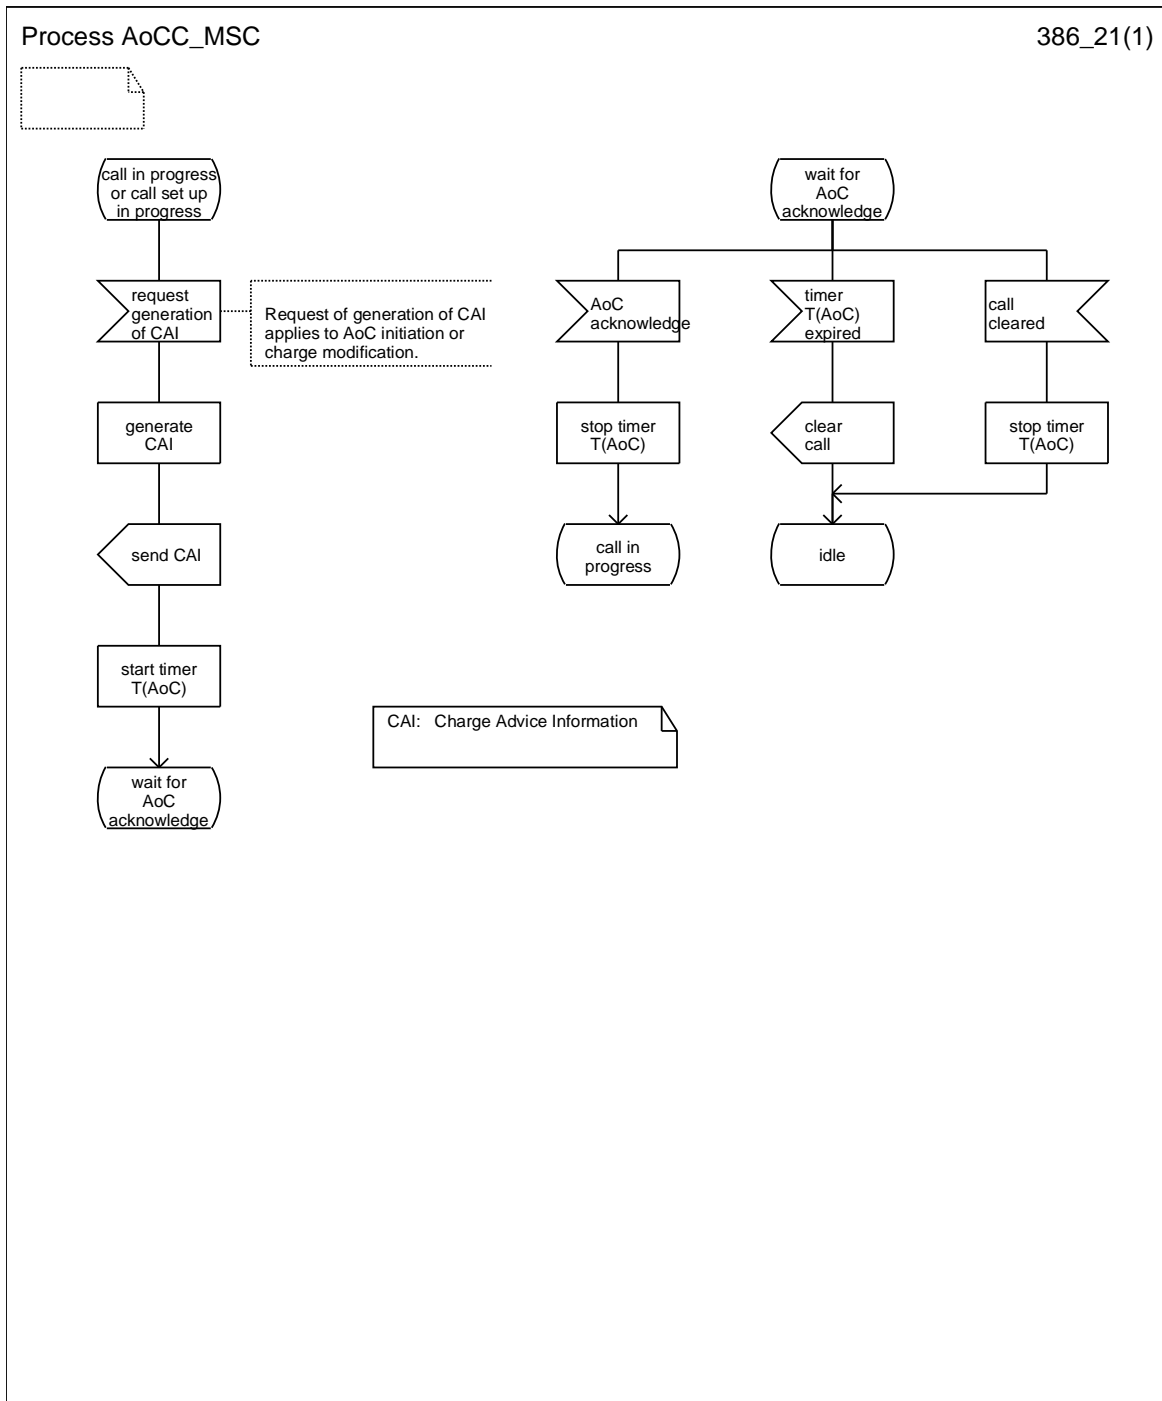 Process AoCC_MSC
386_21(1)
call in progress
or call set up
in progress
request
generation
of CAI
Request of generation of CAI
applies to AoC initiation or
charge modification.
generate
CAI
send CAI
start timer
T(AoC)
wait for
AoC
acknowledge
wait for
AoC
acknowledge
AoC
acknowledge
timer
T(AoC)
expired
call
cleared
stop timer
T(AoC)
clear
call
stop timer
T(AoC)
call in
progress
idle
CAI: Charge Advice Information